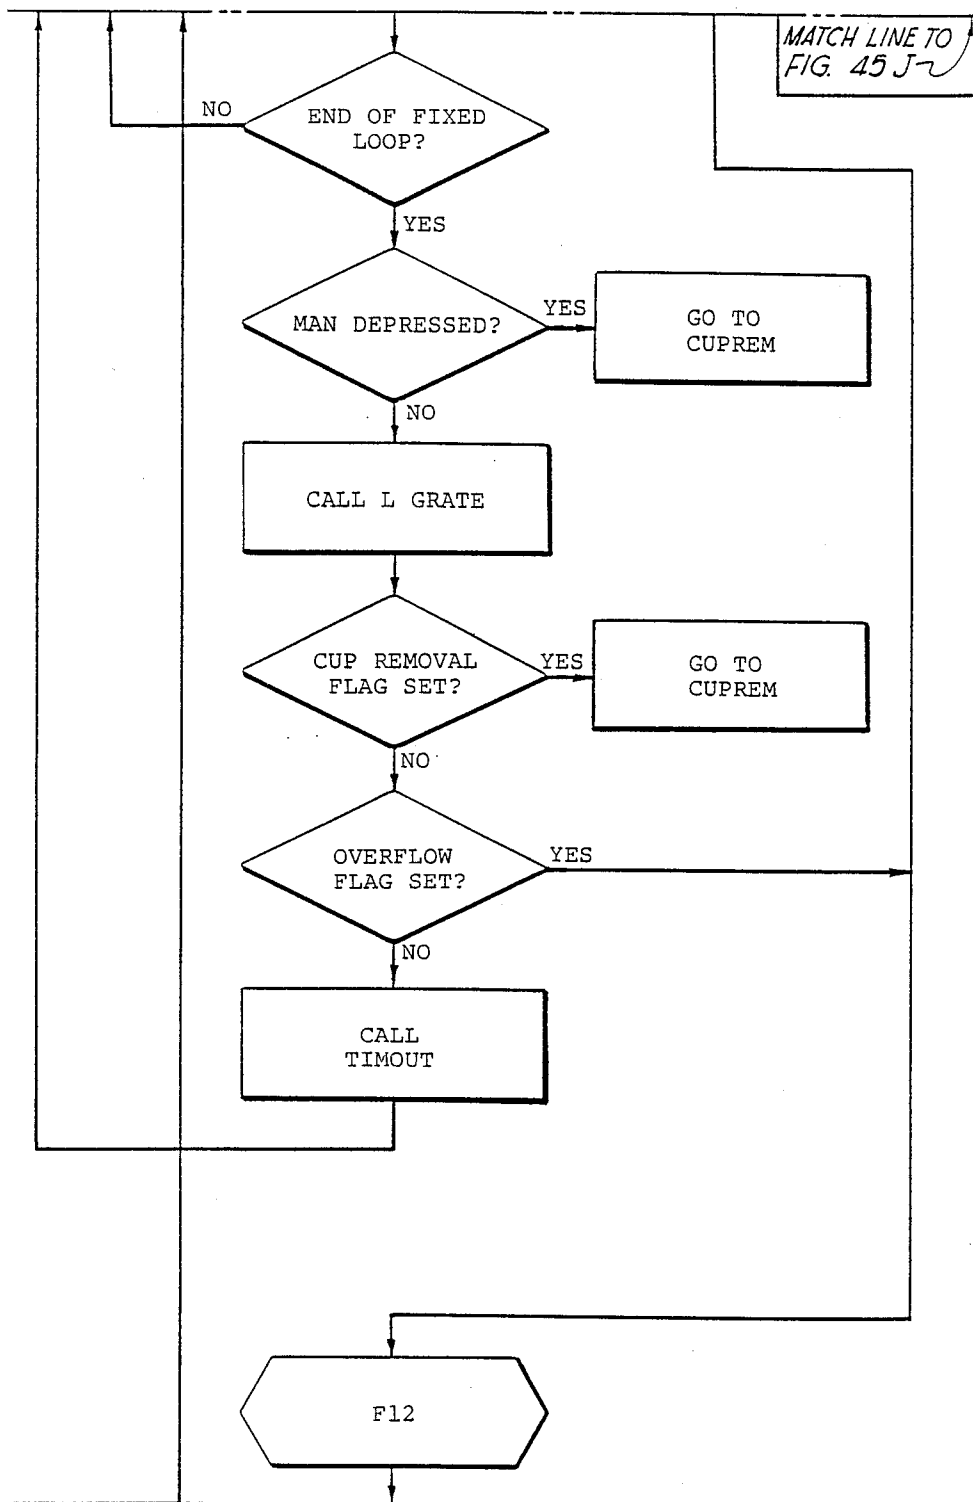 MATCH LINE TO
FIG. 45 J
NO
END OF FIXED
LOOP?
YES
MAN DEPRESSED?
YES
GO TO
CUPREM
NO
CALL L GRATE
CUP REMOVAL
FLAG SET?
YES
GO TO
CUPREM
NO
OVERFLOW
FLAG SET?
YES
NO
CALL
TIMOUT
F12